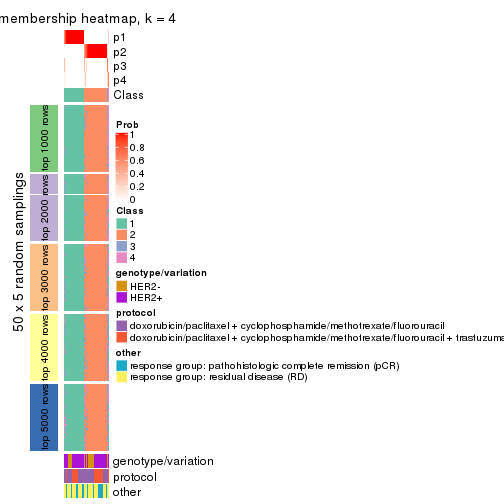 membership heatmap, k = 4
p1
p2
p3
p4
Class
50 x 5 random samplings
top 1000 rows
top 2000 rows
top 3000 rows
top 4000 rows
top 5000 rows
Prob
1
0.8
0.6
0.4
0.2
0
Class
1
2
3
4
genotype/variation
HER2-
HER2+
protocol
doxorubicin/paclitaxel + cyclophosphamide/methotrexate/fluorouracil
doxorubicin/paclitaxel + cyclophosphamide/methotrexate/fluorouracil + trastuzuma
other
response group: pathohistologic complete remission (pCR)
response group: residual disease (RD)
genotype/variation
protocol
other